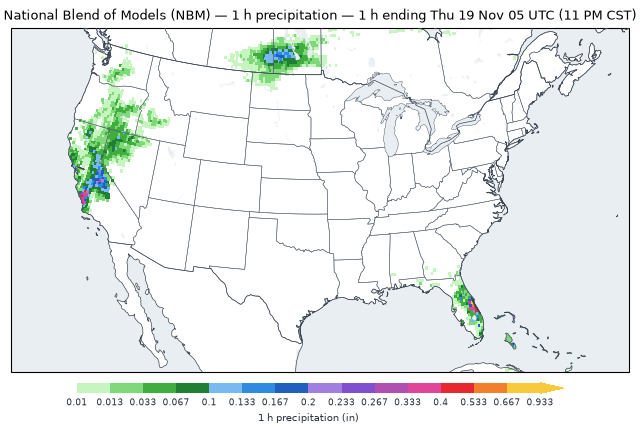 National Blend of Models (NBM) — 1 h precipitation — 1 h ending Thu 19 Nov 05 UTC (11 PM CST)
0.01 0.013 0.033 0.067 0.1 0.133 0.167 0.2 0.233 0.267 0.333 0.4 0.533 0.667 0.933
1 h precipitation (in)